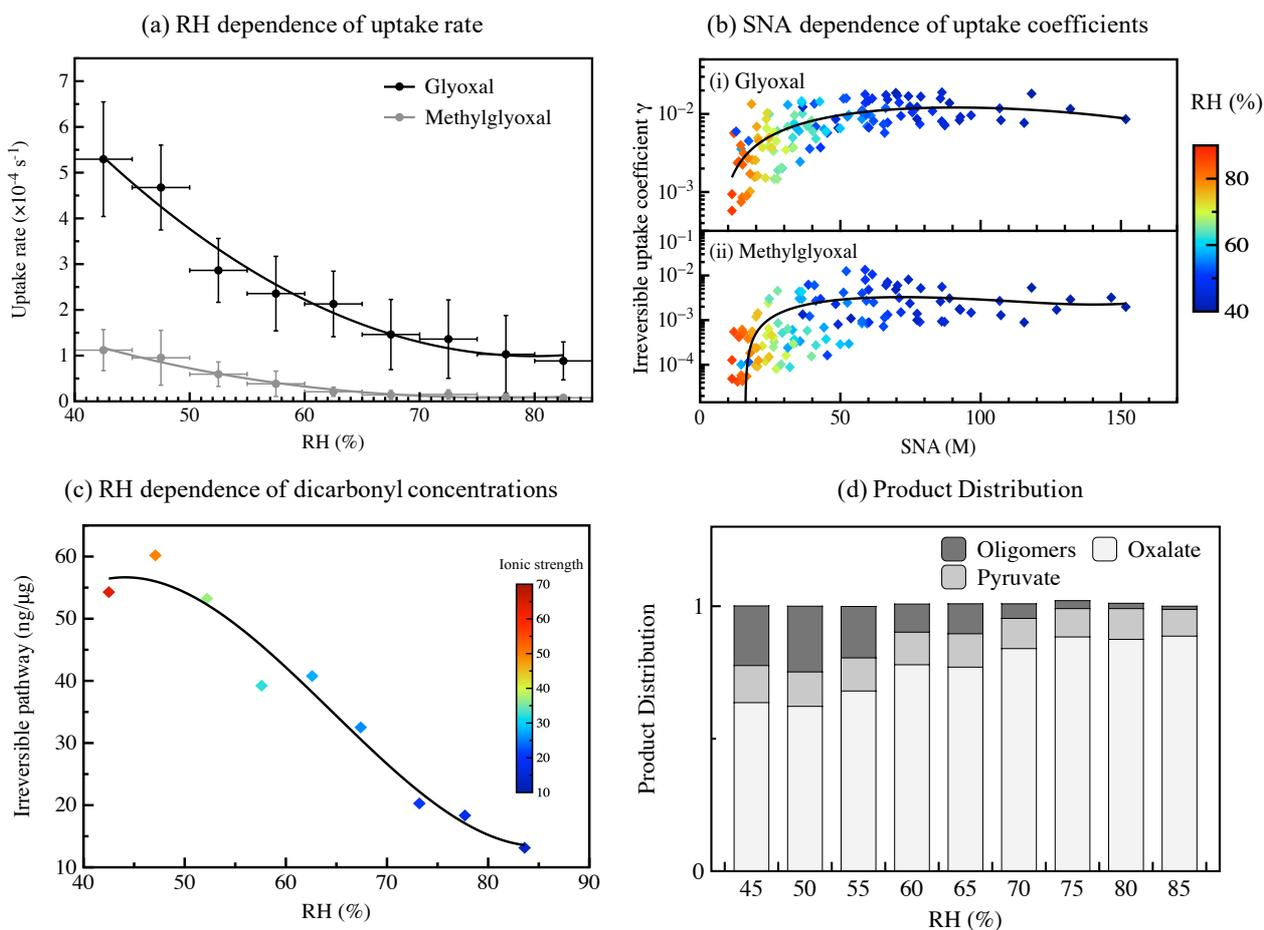 (a) RH dependence of uptake rate
Uptake rate (×10⁻⁴ s⁻¹)
7
6
5
4
3
2
1
0
Glyoxal
Methylglyoxal
40 50 60 70 80
RH (%)
(b) SNA dependence of uptake coefficients
Irreversible uptake coefficient γ
(i) Glyoxal
10⁻²
10⁻³
(ii) Methylglyoxal
10⁻¹
10⁻²
10⁻³
10⁻⁴
0 50 100 150
SNA (M)
RH (%)
80
60
40
(c) RH dependence of dicarbonyl concentrations
Irreversible pathway (ng/μg)
60
50
40
30
20
10
Ionic strength
70
60
50
40
30
20
10
40 50 60 70 80 90
RH (%)
(d) Product Distribution
Product Distribution
1
0
Oligomers Oxalate
Pyruvate
45 50 55 60 65 70 75 80 85
RH (%)